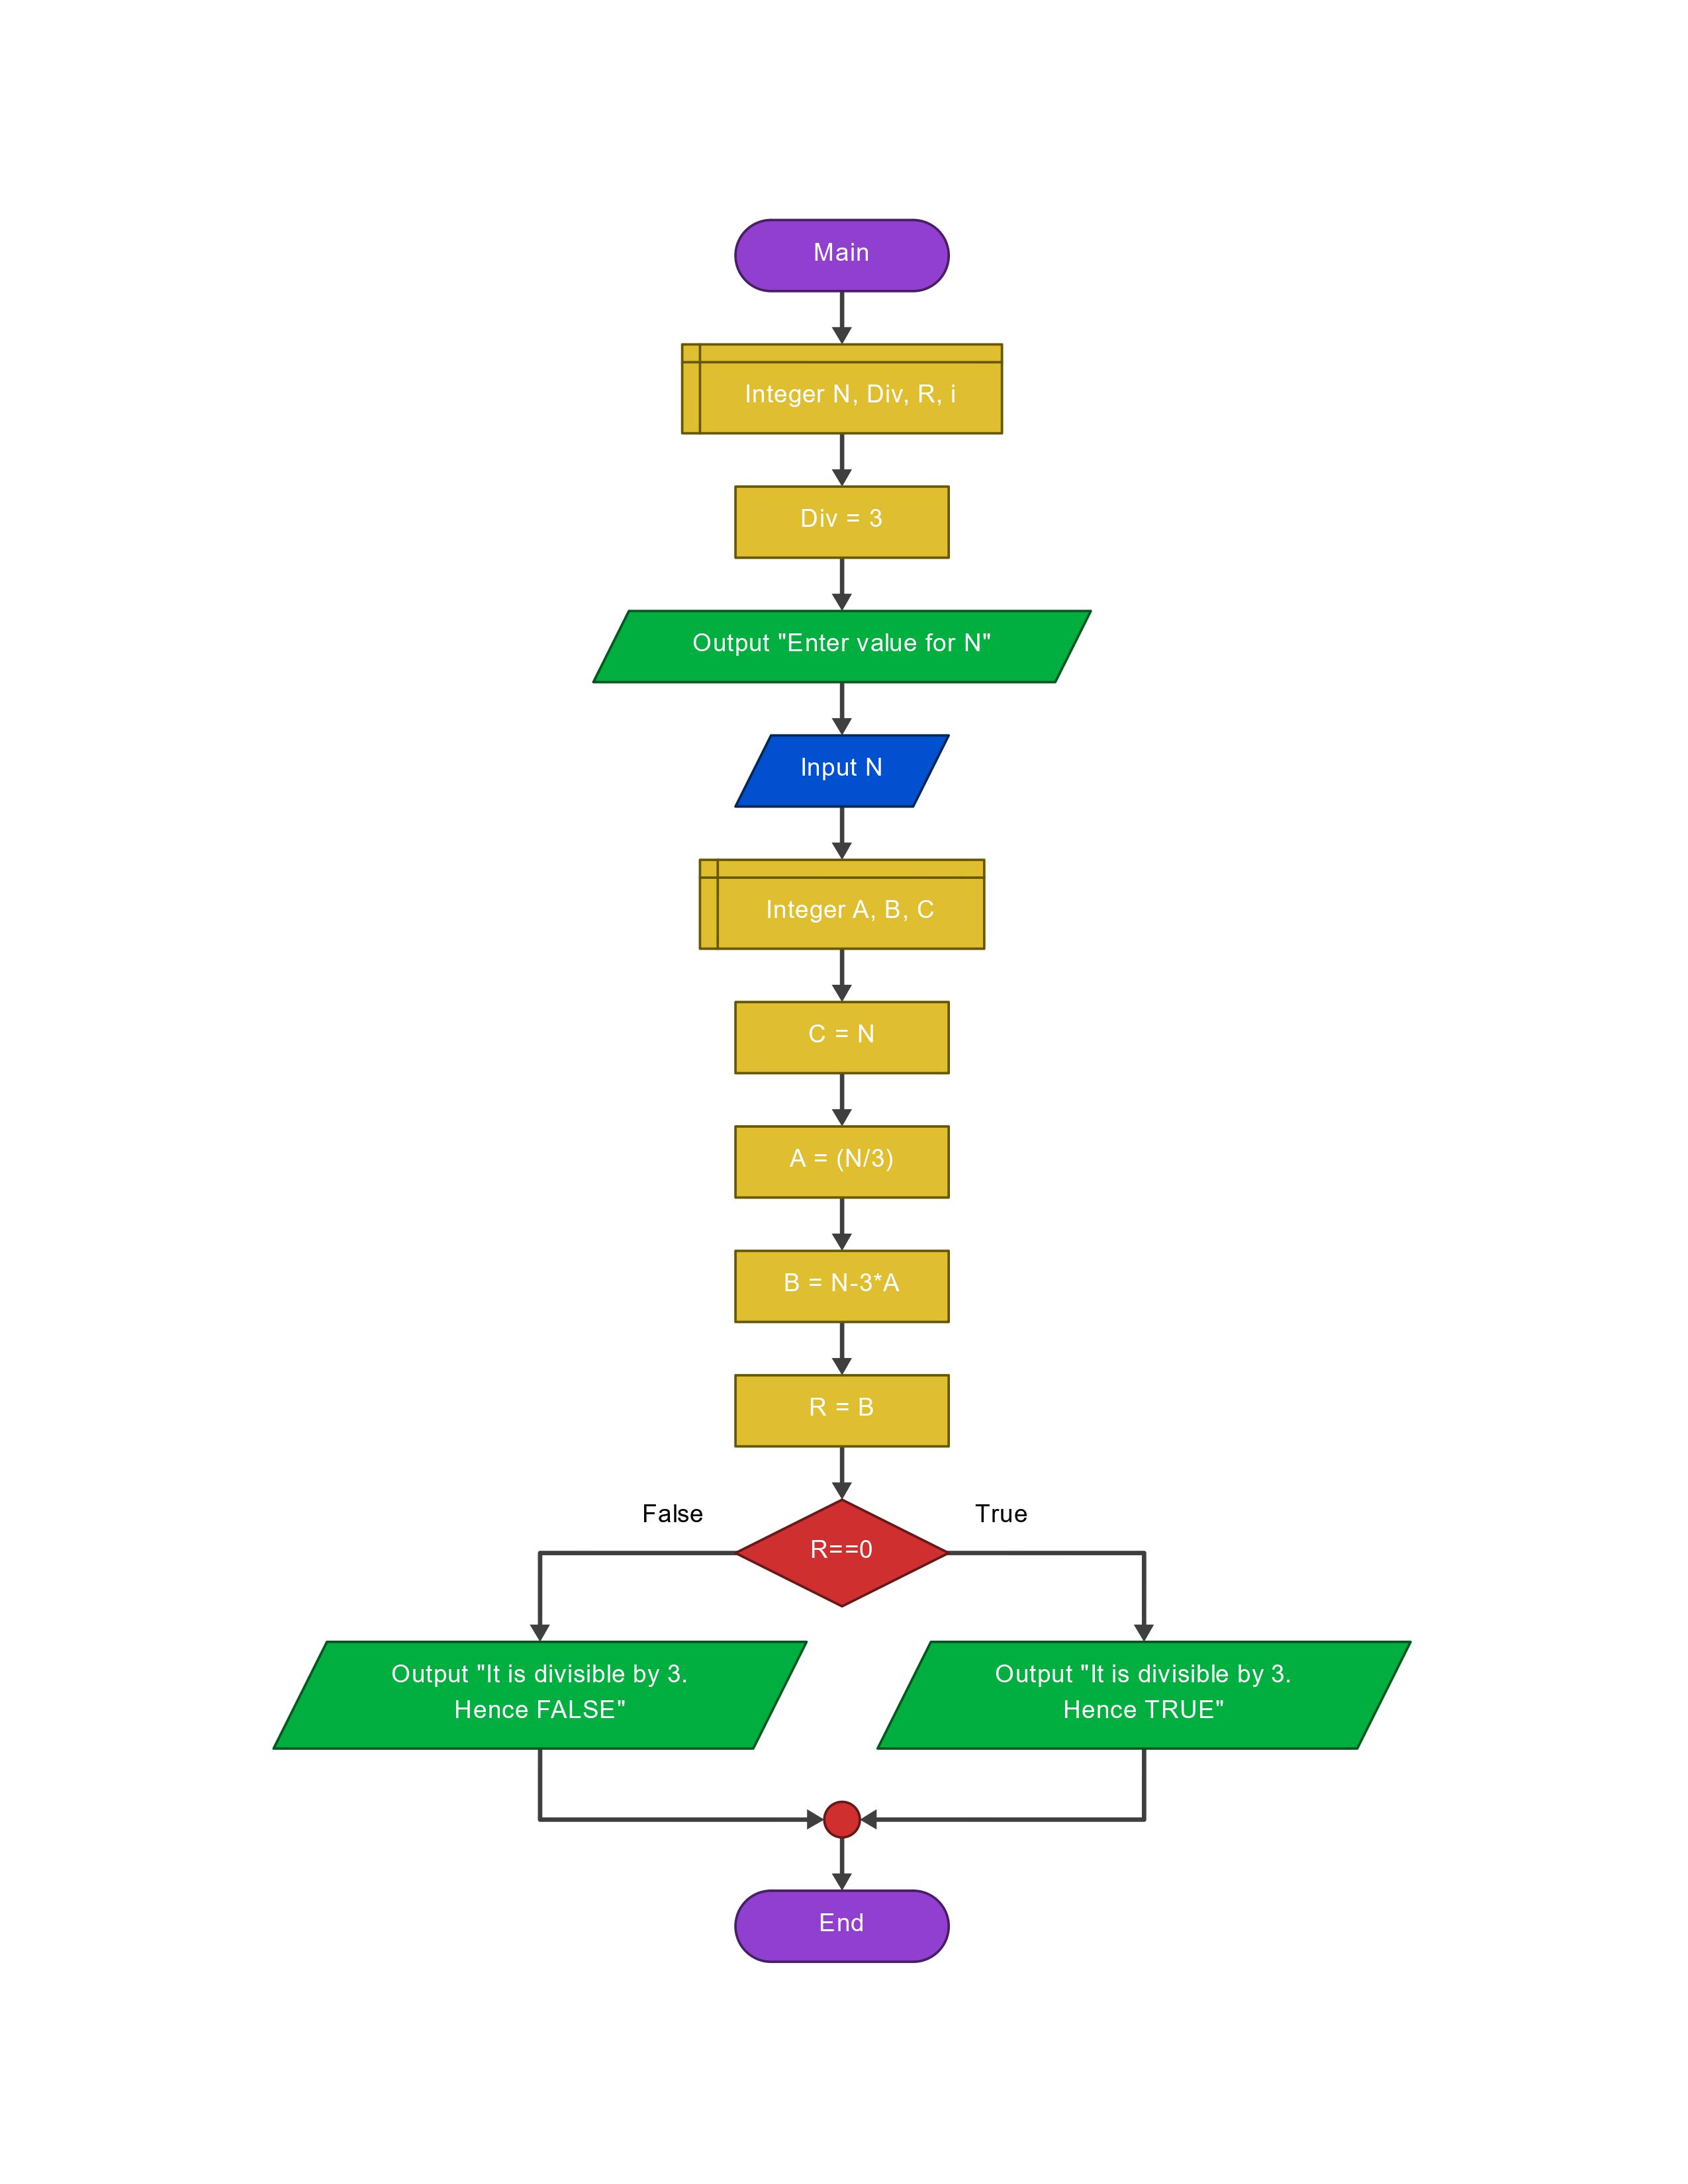 Main
Integer N, Div, R, i
Div = 3
Output "Enter value for N"
Input N
Integer A, B, C
C = N
A = (N/3)
B = N-3*A
R = B
False
True
R==0
Output "It is divisible by 3.
Hence FALSE"
Output "It is divisible by 3.
Hence TRUE"
End